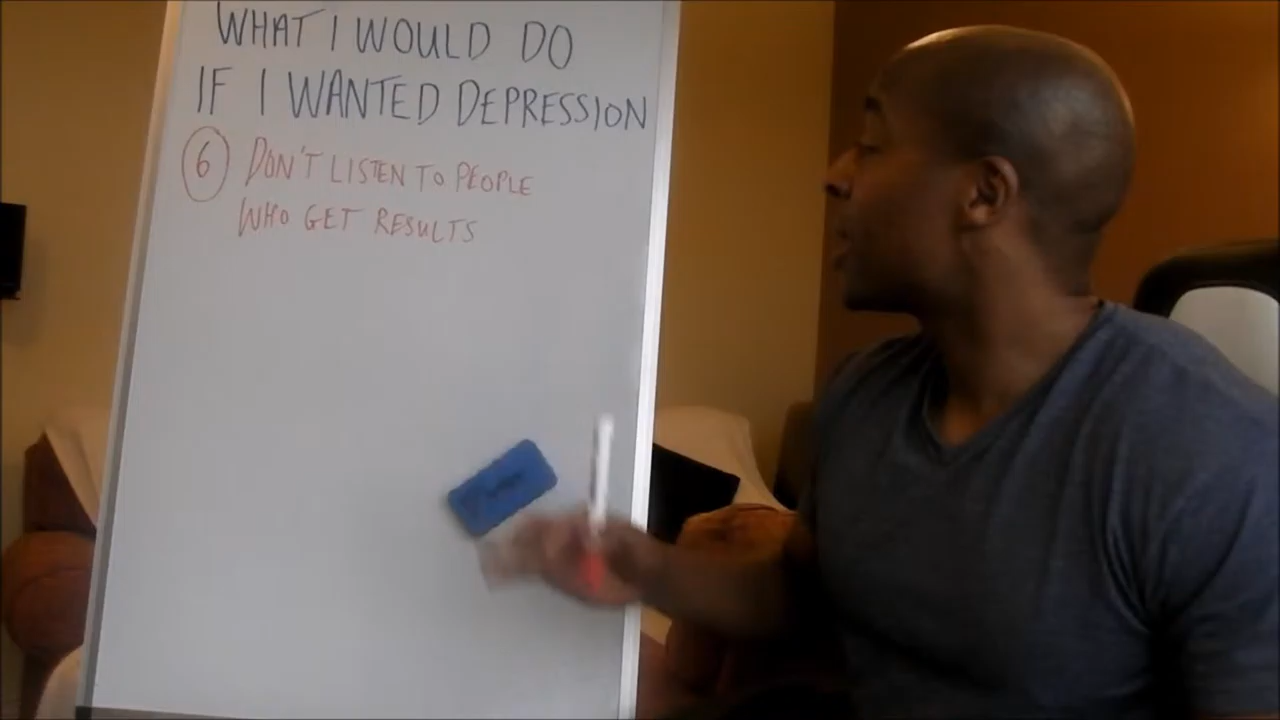 WHAT I WOULD DO
IF I WANTED DEPRESSION
6 DON'T LISTEN TO PEOPLE
WHO GET RESULTS